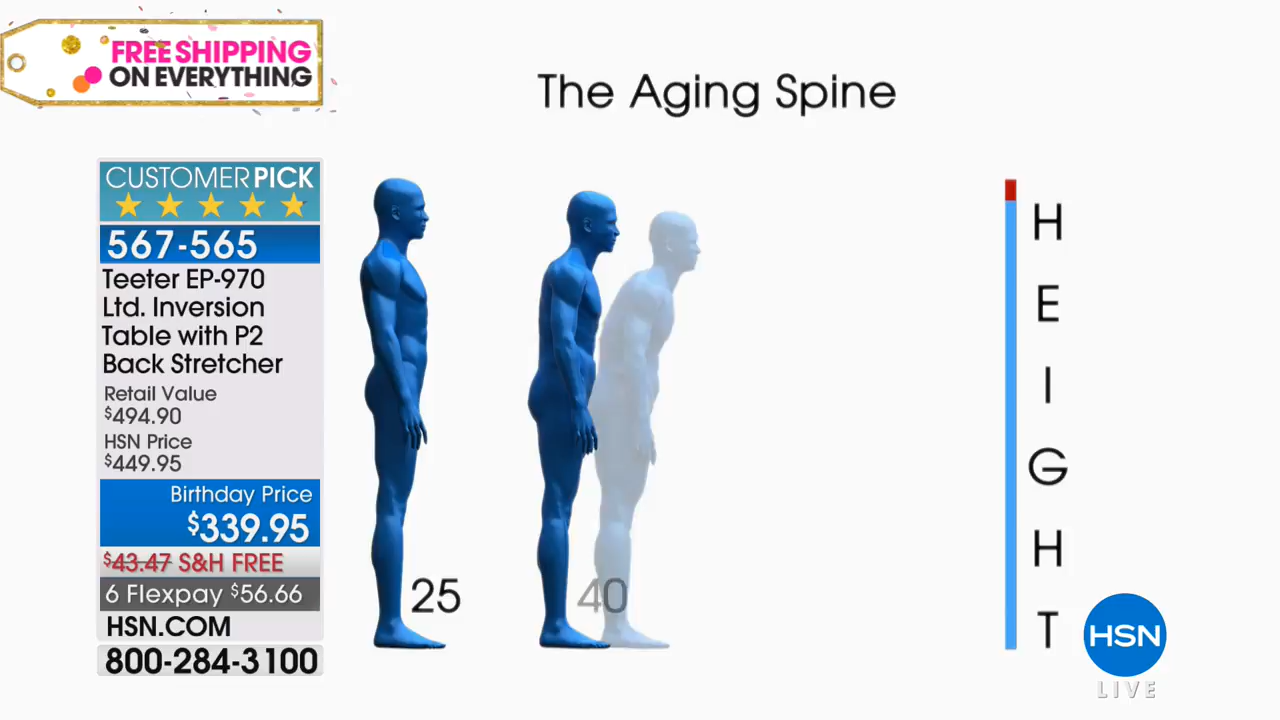 FREE SHIPPING
ON EVERYTHING
The Aging Spine
CUSTOMER PICK
567-565
Teeter EP-970
Ltd. Inversion
Table with P2
Back Stretcher
Retail Value
$494.90
HSN Price
$449.95
Birthday Price
$339.95
$43.47 S&H FREE
6 Flexpay $56.66
HSN.COM
800-284-3100
25
40
H
E
I
G
H
T
HSN
LIVE